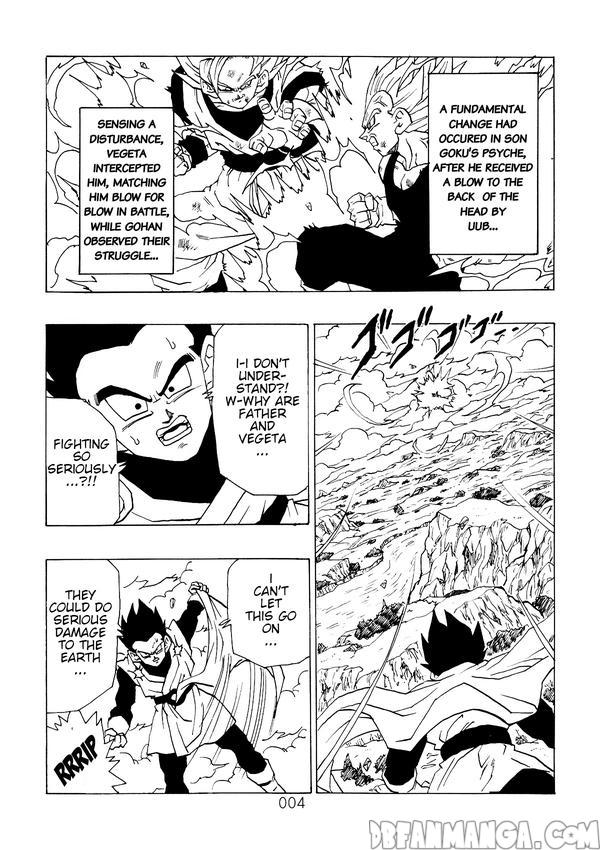 A FUNDAMENTAL
CHANGE HAD
OCCURED IN SON
GOKU'S PSYCHE,
AFTER HE RECEIVED
A BLOW TO THE
BACK OF THE
HEAD BY
UUB...
SENSING A
DISTURBANCE,
VEGETA
INTERCEPTED
HIM, MATCHING
HIM BLOW FOR
BLOW IN BATTLE,
WHILE GOHAN
OBSERVED THEIR
STRUGGLE...
ゴゴゴ...
I-I DON'T
UNDER-
STAND?!
W-WHY ARE
FATHER
AND
VEGETA
...
FIGHTING
SO
SERIOUSLY
...?!!
I
CAN'T
LET
THIS GO
ON
...
THEY
COULD DO
SERIOUS
DAMAGE
TO THE
EARTH
...
RRRIP
004
DBFANMANGA.COM